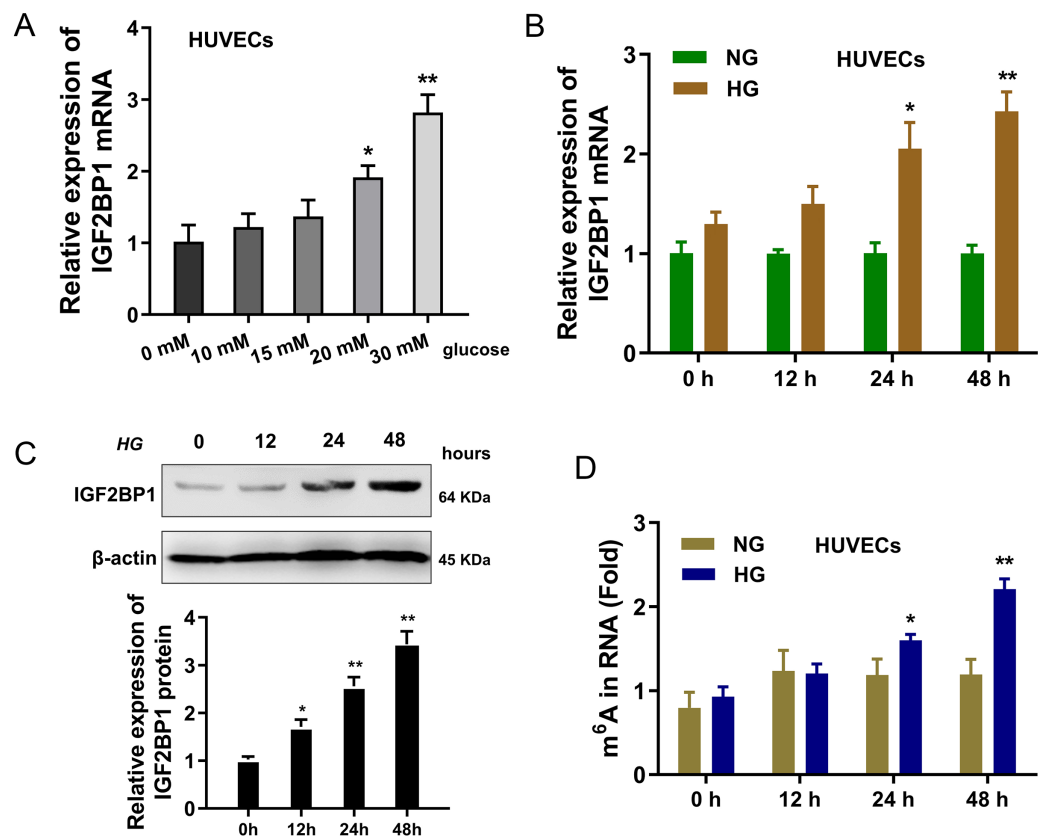 A
HUVECs
Relative expression of
IGF2BP1 mRNA
4
3
2
1
0
**
*
0 mM
10 mM
15 mM
20 mM
30 mM
glucose
B
NG
HG
HUVECs
Relative expression of
IGF2BP1 mRNA
3
2
1
0
*
**
0 h
12 h
24 h
48 h
C
HG 0 12 24 48 hours
IGF2BP1
64 KDa
β-actin
45 KDa
Relative expression of
IGF2BP1 protein
4
3
2
1
0
*
**
**
0h
12h
24h
48h
D
NG
HG
HUVECs
m⁶A in RNA (Fold)
3
2
1
0
*
**
0 h
12 h
24 h
48 h